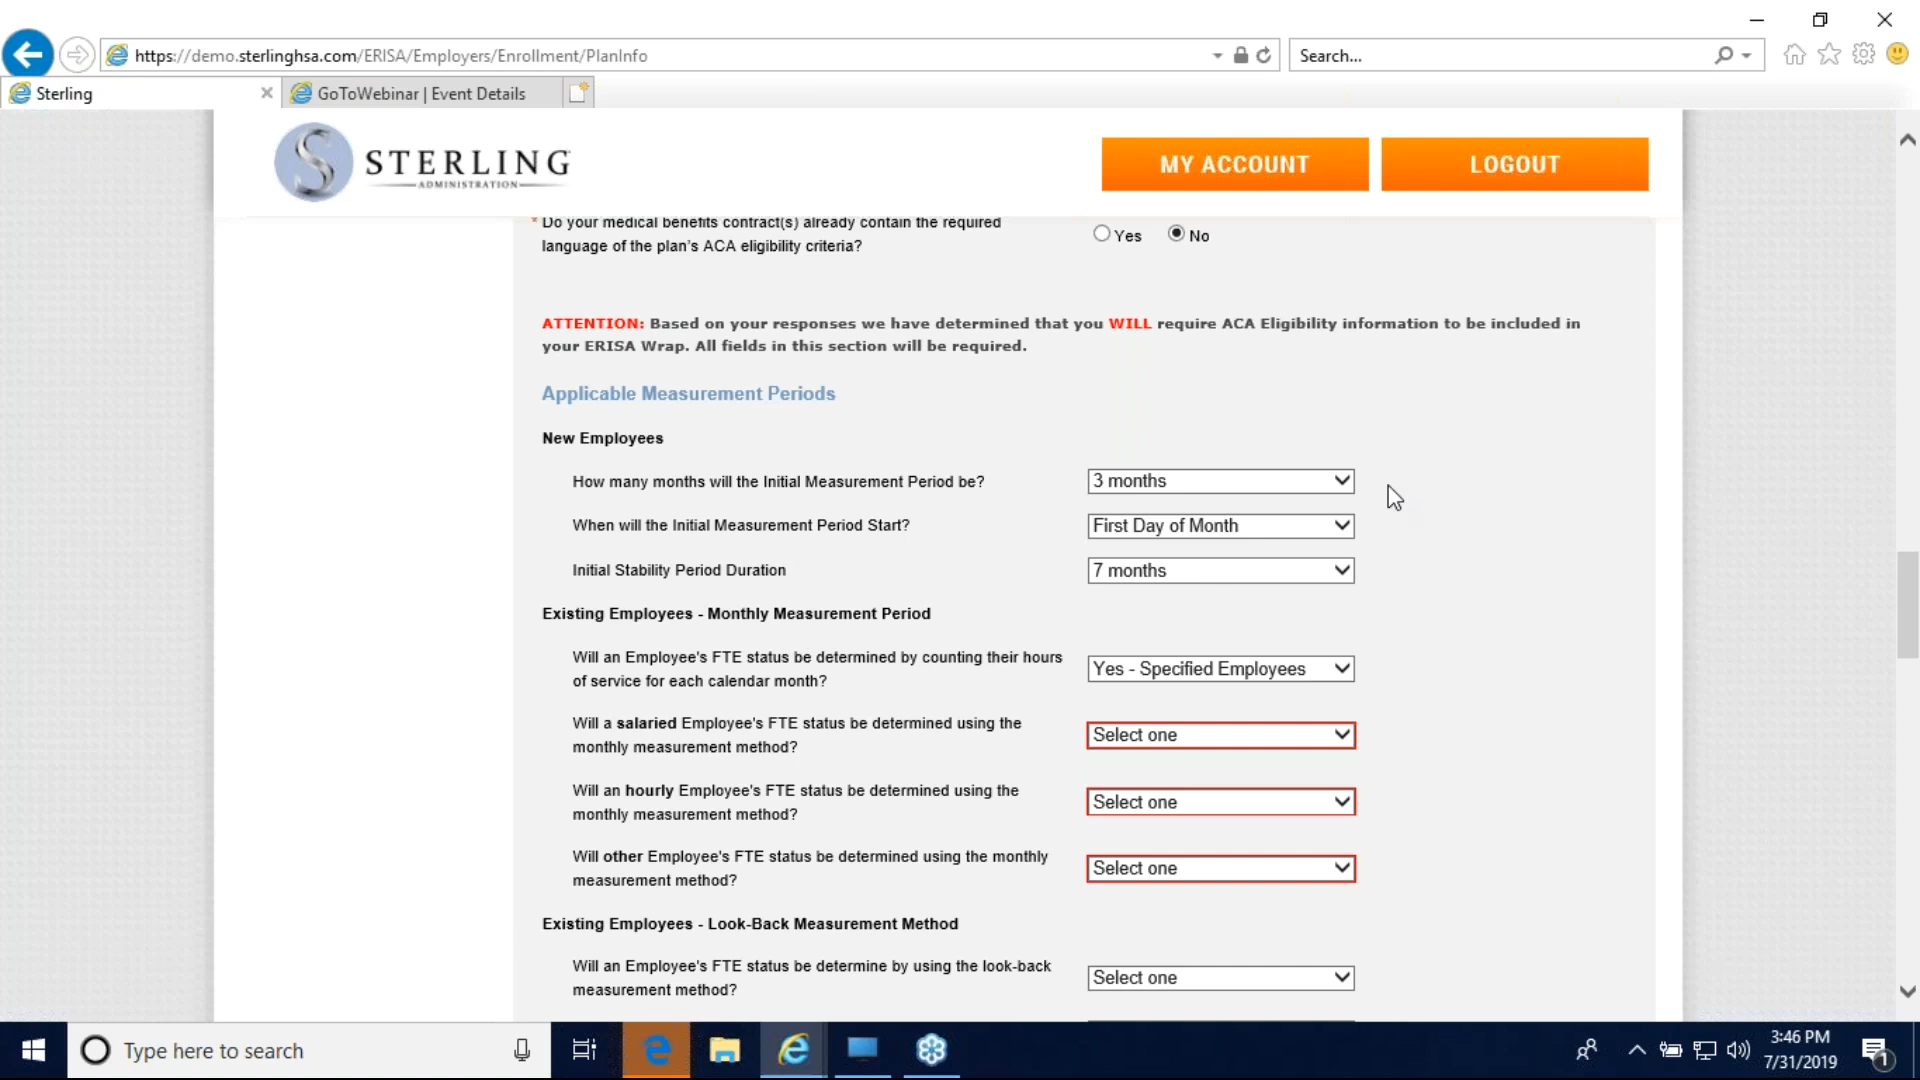 https://demo.sterlinghsa.com/ERISA/Employers/Enrollment/PlanInfo
Search...
Sterling
GoToWebinar | Event Details
STERLING
ADMINISTRATION
MY ACCOUNT
LOGOUT
* Do your medical benefits contract(s) already contain the required
language of the plan's ACA eligibility criteria?
Yes
No
ATTENTION: Based on your responses we have determined that you WILL require ACA Eligibility information to be included in
your ERISA Wrap. All fields in this section will be required.
Applicable Measurement Periods
New Employees
How many months will the Initial Measurement Period be?
3 months
When will the Initial Measurement Period Start?
First Day of Month
Initial Stability Period Duration
7 months
Existing Employees - Monthly Measurement Period
Will an Employee's FTE status be determined by counting their hours
of service for each calendar month?
Yes - Specified Employees
Will a salaried Employee's FTE status be determined using the
monthly measurement method?
Select one
Will an hourly Employee's FTE status be determined using the
monthly measurement method?
Select one
Will other Employee's FTE status be determined using the monthly
measurement method?
Select one
Existing Employees - Look-Back Measurement Method
Will an Employee's FTE status be determine by using the look-back
measurement method?
Select one
Type here to search
3:46 PM
7/31/2019
1